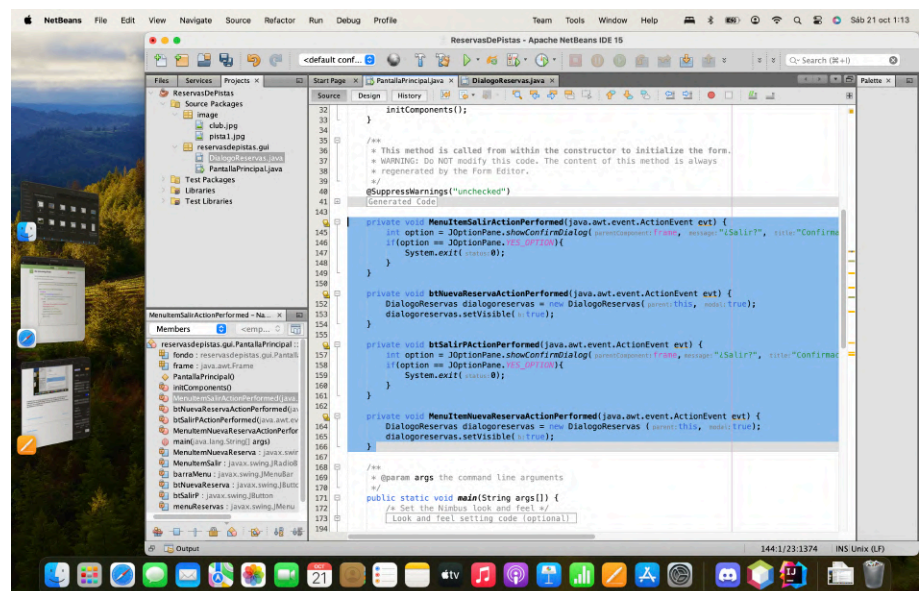 NetBeans File Edit View Navigate Source Refactor Run Debug Profile Team Tools Window Help Sáb 21 oct 1:13
ReservasDePistas - Apache NetBeans IDE 15
<default conf... Search (⌘+I)
Files Services Projects Start Page PantallaPrincipal.java DialogoReservas.java Palette
ReservasDePistas
Source Packages
image
club.jpg
pista1.jpg
reservasdepistas.gui
DialogoReservas.java
PantallaPrincipal.java
Test Packages
Libraries
Test Libraries
MenuItemSalirActionPerformed - Na...
Members <emp...
reservasdepistas.gui.PantallaPrincipal ::
fondo : reservasdepistas.gui.Pantall
frame : java.awt.Frame
PantallaPrincipal()
initComponents()
MenuItemSalirActionPerformed(java.
btNuevaReservaActionPerformed(jav
btSalirPActionPerformed(java.awt.ev
MenuItemNuevaReservaActionPerfor
main(java.lang.String[] args)
MenuItemNuevaReserva : javax.swin
MenuItemSalir : javax.swing.JRadioB
barraMenu : javax.swing.JMenuBar
btNuevaReserva : javax.swing.JButto
btSalirP : javax.swing.JButton
menuReservas : javax.swing.JMenu
Source Design History
32 initComponents();
33 }
34
35 /**
36 * This method is called from within the constructor to initialize the form.
37 * WARNING: Do NOT modify this code. The content of this method is always
38 * regenerated by the Form Editor.
39 */
40 @SuppressWarnings("unchecked")
41 Generated Code
143
private void MenuItemSalirActionPerformed(java.awt.event.ActionEvent evt) {
145 int option = JOptionPane.showConfirmDialog( parentComponent: frame, message: "¿Salir?", title: "Confirma
146 if(option == JOptionPane.YES_OPTION){
147 System.exit( status: 0);
148 }
149 }
150
private void btNuevaReservaActionPerformed(java.awt.event.ActionEvent evt) {
152 DialogoReservas dialogoreservas = new DialogoReservas( parent: this, modal: true);
153 dialogoreservas.setVisible( b: true);
154 }
155
private void btSalirPActionPerformed(java.awt.event.ActionEvent evt) {
157 int option = JOptionPane.showConfirmDialog( parentComponent: frame, message: "¿Salir?", title: "Confirmac
158 if(option == JOptionPane.YES_OPTION){
159 System.exit( status: 0);
160 }
161 }
162
private void MenuItemNuevaReservaActionPerformed(java.awt.event.ActionEvent evt) {
164 DialogoReservas dialogoreservas = new DialogoReservas ( parent: this, modal: true);
165 dialogoreservas.setVisible( b: true);
166 }
167
168 /**
169 * @param args the command line arguments
170 */
171 public static void main(String args[]) {
172 /* Set the Nimbus look and feel */
173 Look and feel setting code (optional)
194
Output 144:1/23:1374 INS Unix (LF)
OCT
21
tv